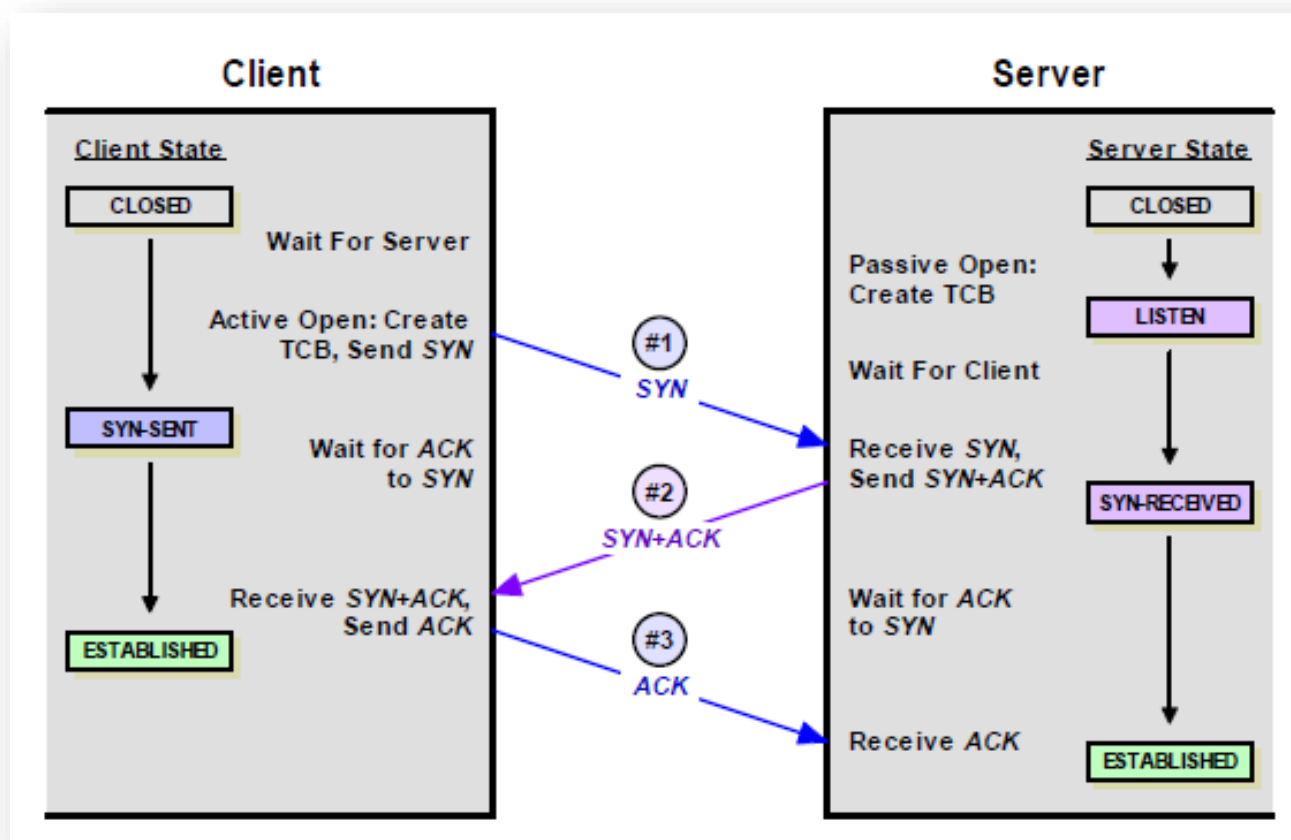 Client
Server
Client State
CLOSED
Wait For Server
Active Open: Create
TCB, Send SYN
SYN-SENT
Wait for ACK
to SYN
Receive SYN+ACK,
Send ACK
ESTABLISHED
#1
SYN
#2
SYN+ACK
#3
ACK
Server State
CLOSED
Passive Open:
Create TCB
LISTEN
Wait For Client
Receive SYN,
Send SYN+ACK
SYN-RECEIVED
Wait for ACK
to SYN
Receive ACK
ESTABLISHED